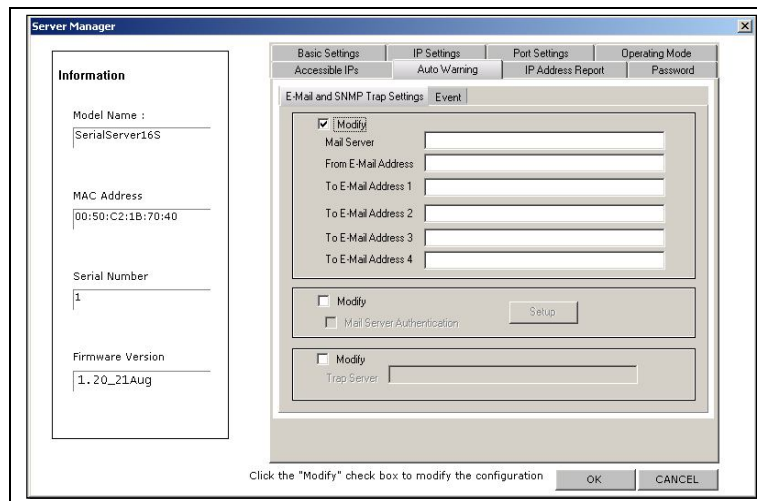 Server Manager
Information
Model Name :
SerialServer16S
MAC Address
00:50:C2:1B:70:40
Serial Number
1
Firmware Version
1.20_21Aug
Basic Settings IP Settings Port Settings Operating Mode
Accessible IPs Auto Warning IP Address Report Password
E-Mail and SNMP Trap Settings Event
Modify
Mail Server
From E-Mail Address
To E-Mail Address 1
To E-Mail Address 2
To E-Mail Address 3
To E-Mail Address 4
Modify
Mail Server Authentication Setup
Modify
Trap Server
Click the "Modify" check box to modify the configuration OK CANCEL